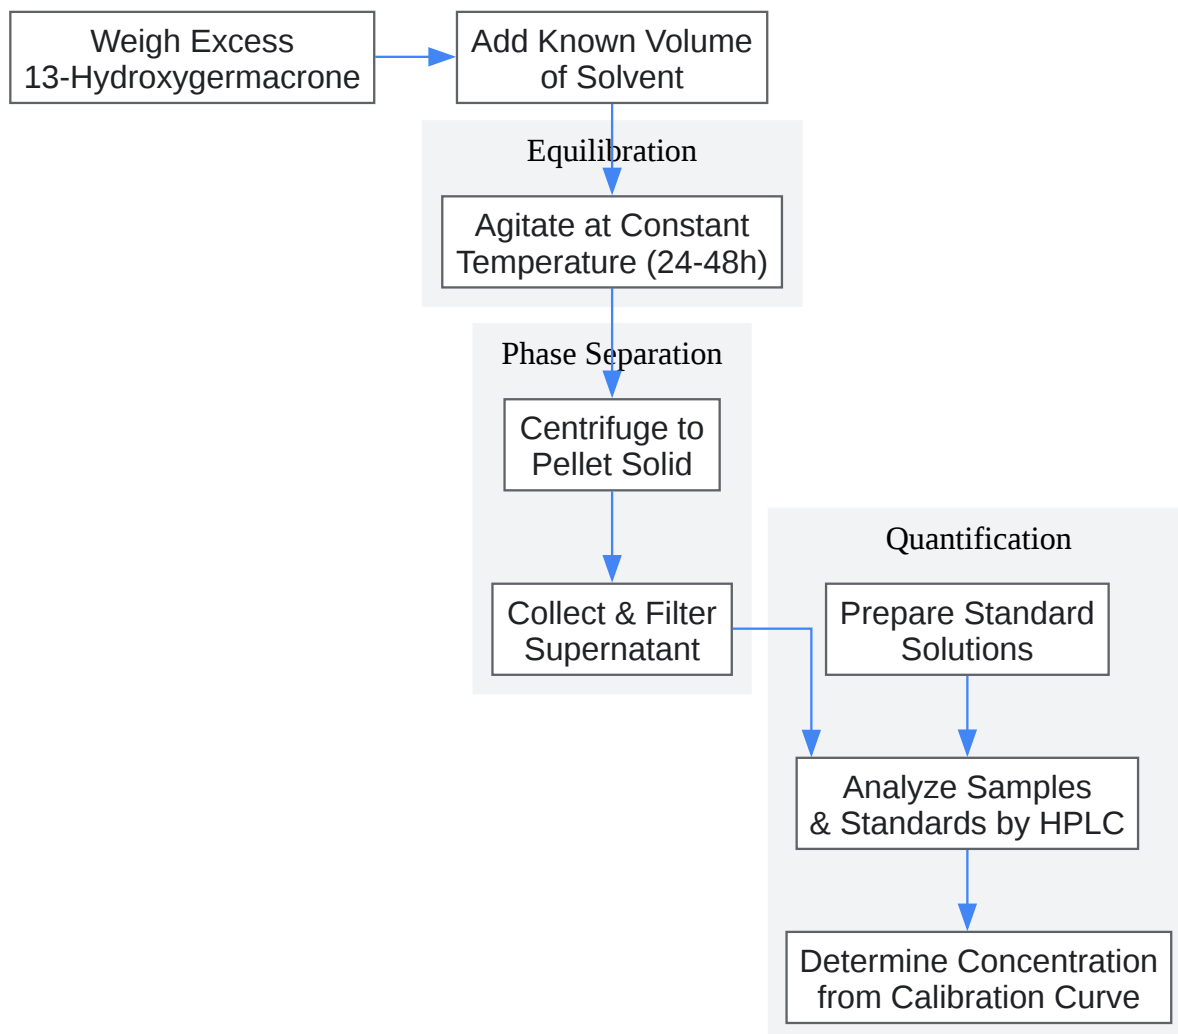 Weigh Excess
13-Hydroxygermacrone
Add Known Volume
of Solvent
Equilibration
Agitate at Constant
Temperature (24-48h)
Phase Separation
Centrifuge to
Pellet Solid
Collect & Filter
Supernatant
Quantification
Prepare Standard
Solutions
Analyze Samples
& Standards by HPLC
Determine Concentration
from Calibration Curve